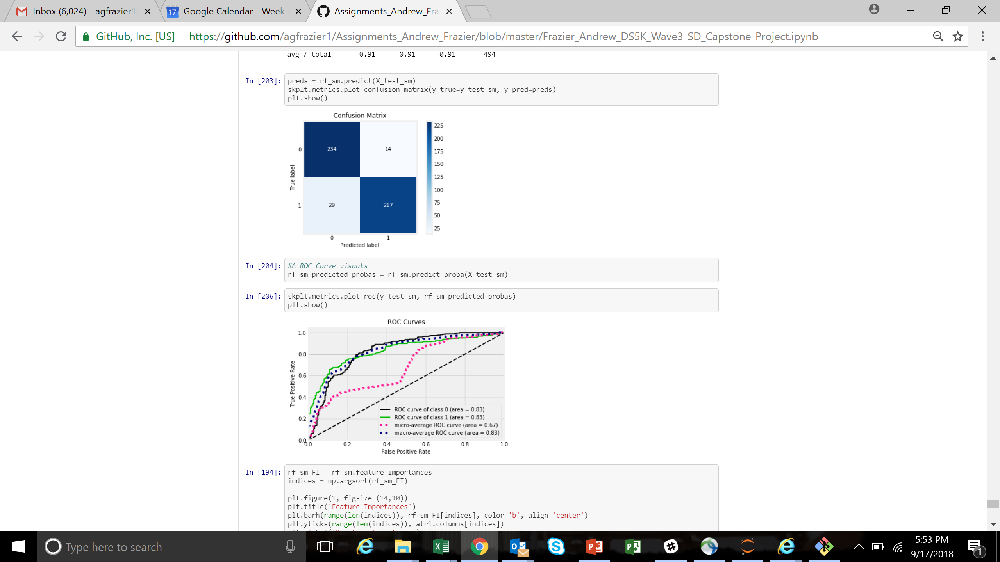 Inbox (6,024) - agfrazier1
Google Calendar - Week
Assignments_Andrew_Fra
GitHub, Inc. [US]
https://github.com/agfrazier1/Assignments_Andrew_Frazier/blob/master/Frazier_Andrew_DS5K_Wave3-SD_Capstone-Project.ipynb
avg / total 0.91 0.91 0.91 494
In [203]: preds = rf_sm.predict(X_test_sm)
skplt.metrics.plot_confusion_matrix(y_true=y_test_sm, y_pred=preds)
plt.show()
Confusion Matrix
True label
0
1
234 14
29 217
0 1
Predicted label
225
200
175
150
125
100
75
50
25
In [204]: #A ROC Curve visuals
rf_sm_predicted_probas = rf_sm.predict_proba(X_test_sm)
In [206]: skplt.metrics.plot_roc(y_test_sm, rf_sm_predicted_probas)
plt.show()
ROC Curves
True Positive Rate
1.0
0.8
0.6
0.4
0.2
0.0
ROC curve of class 0 (area = 0.83)
ROC curve of class 1 (area = 0.83)
micro-average ROC curve (area = 0.67)
macro-average ROC curve (area = 0.83)
0.0 0.2 0.4 0.6 0.8 1.0
False Positive Rate
In [194]: rf_sm_FI = rf_sm.feature_importances_
indices = np.argsort(rf_sm_FI)
plt.figure(1, figsize=(14,10))
plt.title('Feature Importances')
plt.barh(range(len(indices)), rf_sm_FI[indices], color='b', align='center')
plt.yticks(range(len(indices)), atr1.columns[indices])
Type here to search
5:53 PM
9/17/2018
1